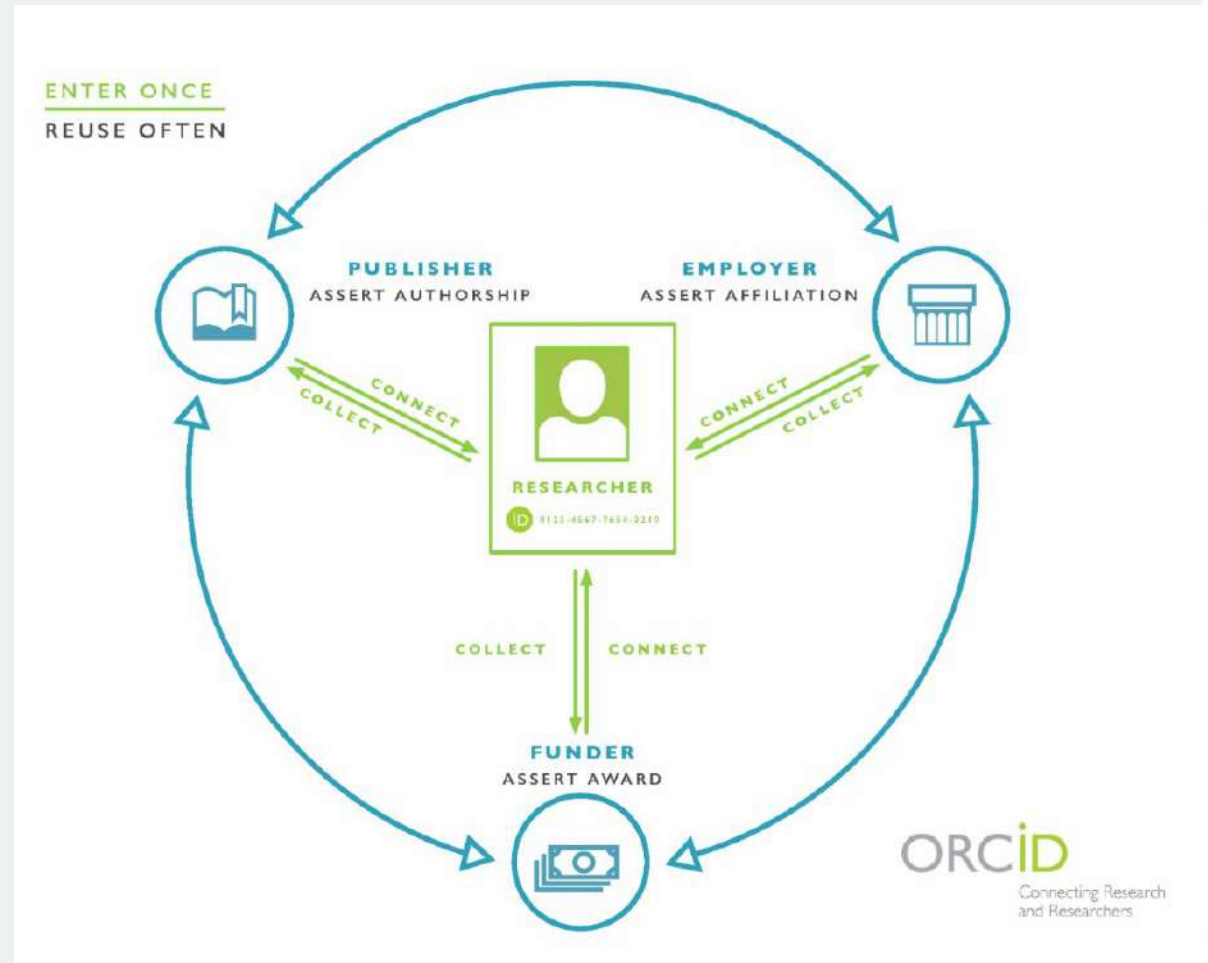 ENTER ONCE
REUSE OFTEN
PUBLISHER
ASSERT AUTHORSHIP
EMPLOYER
ASSERT AFFILIATION
CONNECT
COLLECT
CONNECT
COLLECT
RESEARCHER
iD
COLLECT
CONNECT
FUNDER
ASSERT AWARD
ORCiD
Connecting Research
and Researchers